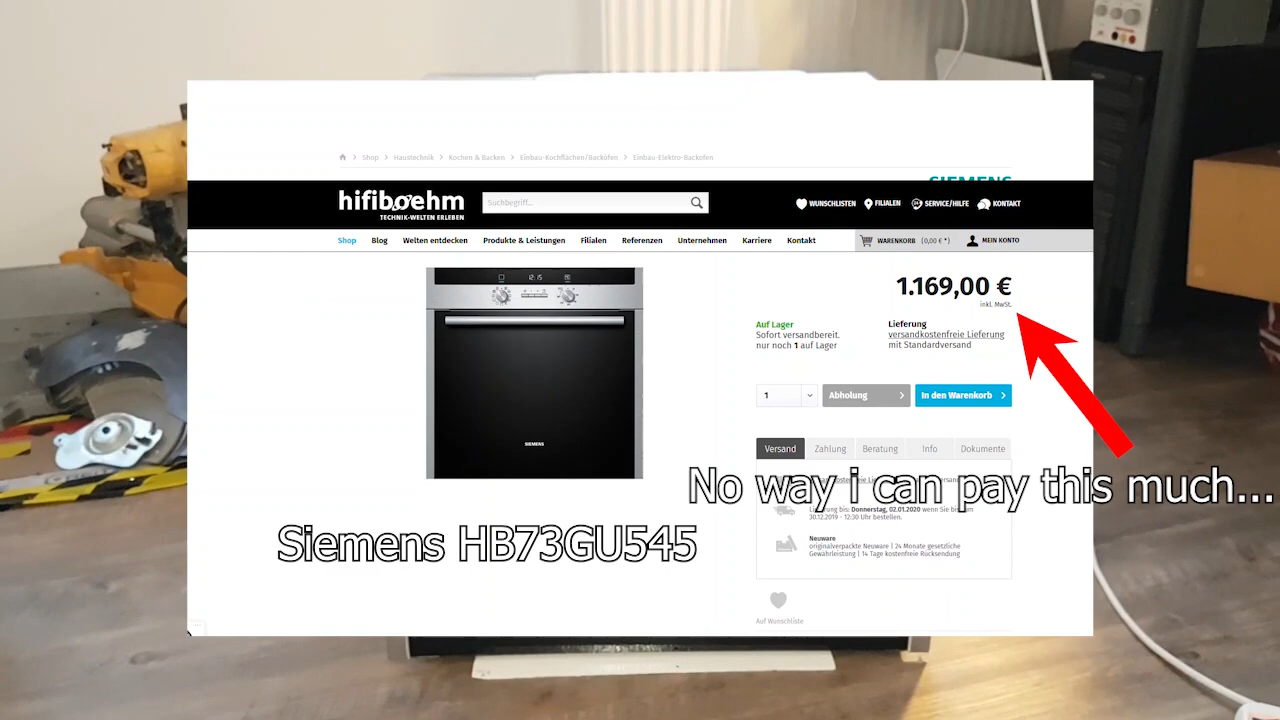 Shop > Haustechnik > Kochen & Backen > Einbau-Kochflächen/Backöfen > Einbau-Elektro-Backofen
SIEMENS
hifiboehm
TECHNIK-WELTEN ERLEBEN
Suchbegriff...
WUNSCHLISTEN FILIALEN SERVICE/HILFE KONTAKT
Shop Blog Welten entdecken Produkte & Leistungen Filialen Referenzen Unternehmen Karriere Kontakt
WARENKORB (0,00 € *) MEIN KONTO
12:15
1.169,00 €
inkl. MwSt.
Auf Lager
Sofort versandbereit.
nur noch 1 auf Lager
Lieferung
versandkostenfreie Lieferung
mit Standardversand
1 Abholung In den Warenkorb
SIEMENS
Versand Zahlung Beratung Info Dokumente
No way i can pay this much...
Lieferung bis: Donnerstag, 02.01.2020 wenn Sie bis zum
30.12.2019 - 12:30 Uhr bestellen.
Siemens HB73GU545
Neuware
originalverpackte Neuware | 24 Monate gesetzliche
Gewährleistung | 14 Tage kostenfreie Rücksendung
Auf Wunschliste